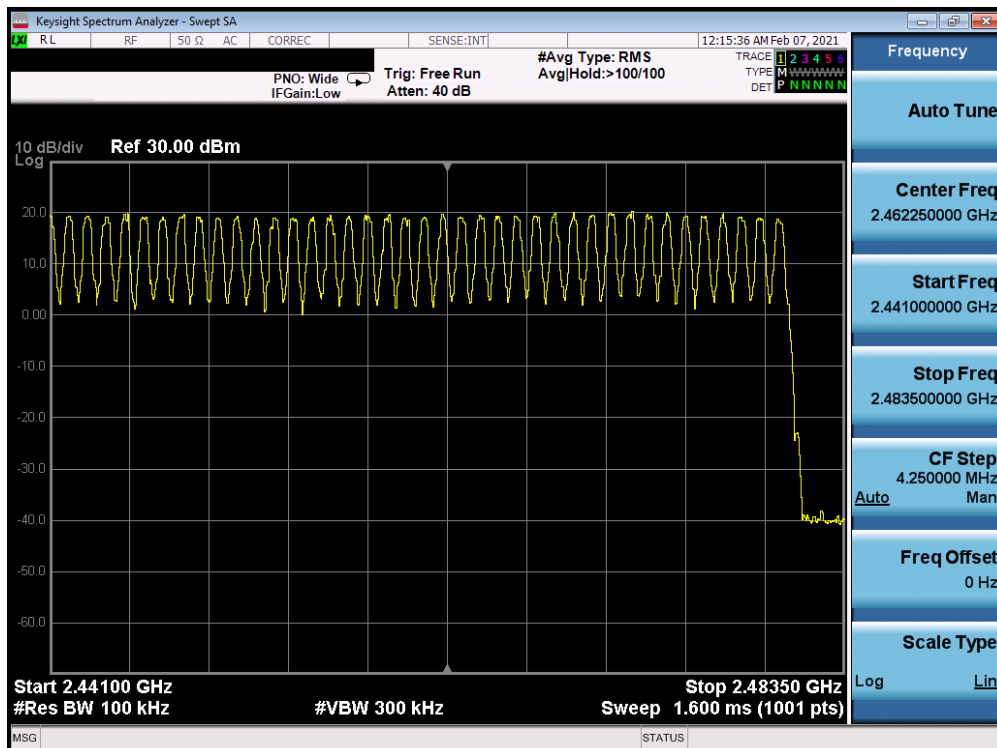 Keysight Spectrum Analyzer - Swept SA
LXI RL RF 50 Ω AC CORREC SENSE:INT 12:15:36 AM Feb 07, 2021
PNO: Wide Trig: Free Run #Avg Type: RMS TRACE 1 2 3 4 5 6
IFGain:Low Atten: 40 dB Avg|Hold:>100/100 TYPE M WWWWW
DET P N N N N N
10 dB/div Ref 30.00 dBm
Log
20.0
10.0
0.00
-10.0
-20.0
-30.0
-40.0
-50.0
-60.0
Start 2.44100 GHz Stop 2.48350 GHz
#Res BW 100 kHz #VBW 300 kHz Sweep 1.600 ms (1001 pts)
MSG STATUS
Frequency
Auto Tune
Center Freq
2.462250000 GHz
Start Freq
2.441000000 GHz
Stop Freq
2.483500000 GHz
CF Step
4.250000 MHz
Auto Man
Freq Offset
0 Hz
Scale Type
Log Lin